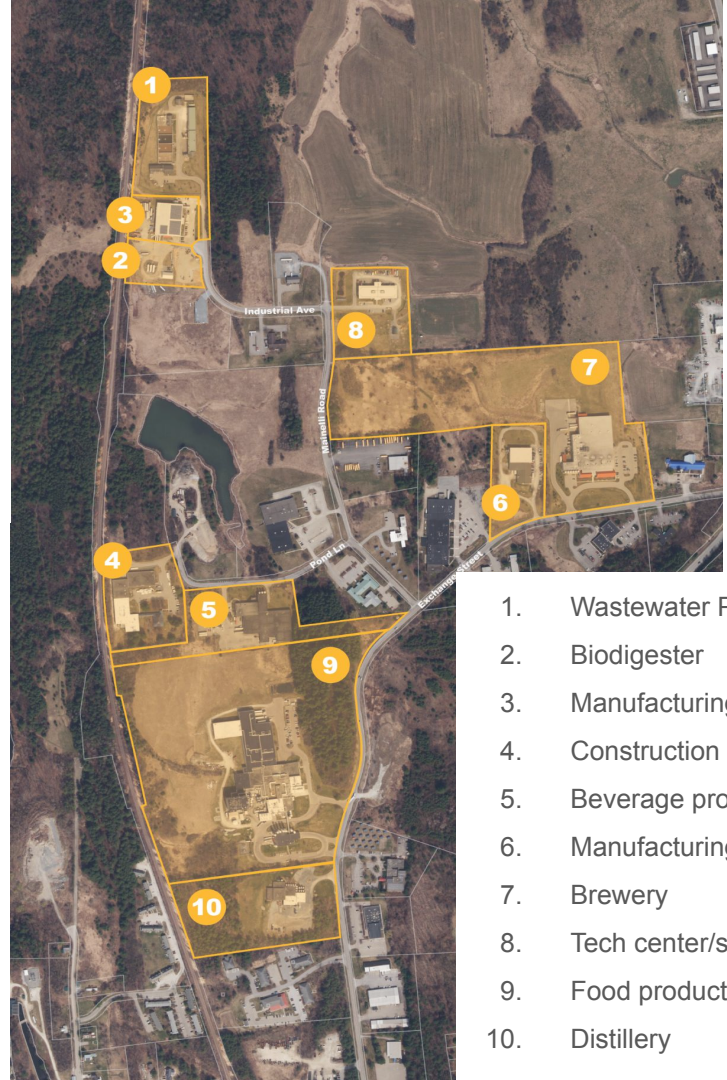 1
3
2
Industrial Ave
8
7
Mainelli Road
6
4
Pond Ln
Exchange Street
5
9
10
1. Wastewater
2. Biodigester
3. Manufacturing
4. Construction
5. Beverage
6. Manufacturing
7. Brewery
8. Tech center/s
9. Food product
10. Distillery